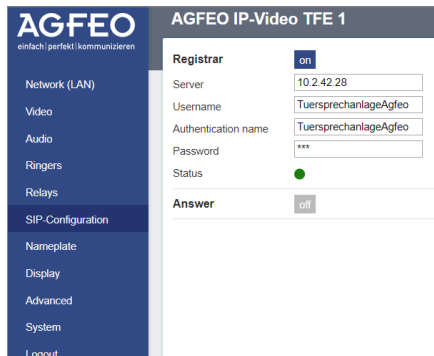 AGFEO
einfach|perfekt|kommunizieren
AGFEO IP-Video TFE 1
Network (LAN)
Video
Audio
Ringers
Relays
SIP-Configuration
Nameplate
Display
Advanced
System
Logout
Registrar on
Server 10.2.42.28
Username TuersprechanlageAgfeo
Authentication name TuersprechanlageAgfeo
Password ***
Status
Answer off